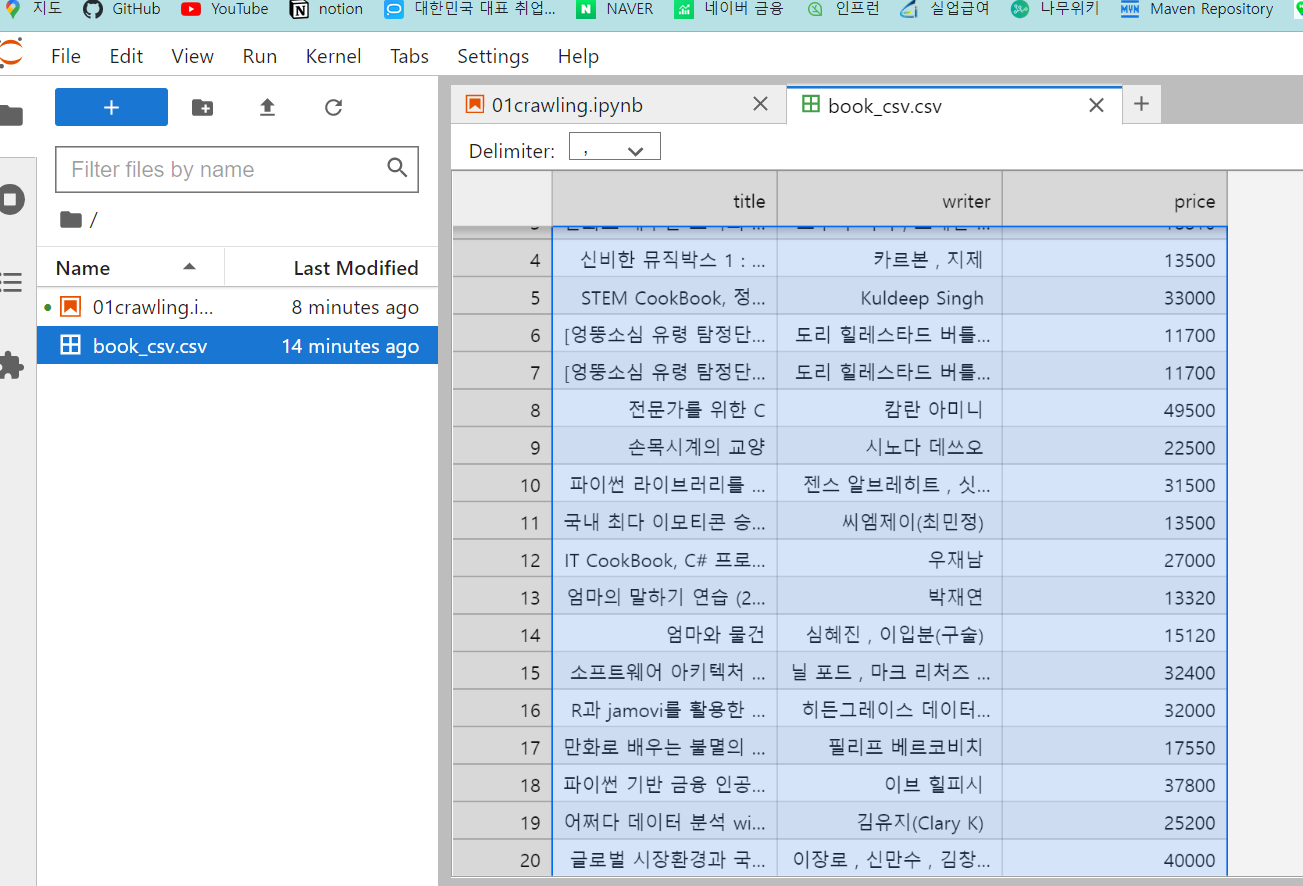 지도 GitHub YouTube notion 대한민국 대표 취업... NAVER 네이버 금융 인프런 실업급여 나무위키 Maven Repository
File Edit View Run Kernel Tabs Settings Help
01crawling.ipynb book_csv.csv
Delimiter: ,
Filter files by name
/
Name Last Modified
01crawling.i... 8 minutes ago
book_csv.csv 14 minutes ago
title writer price
4 신비한 뮤직박스 1 : ... 카르본 , 지제 13500
5 STEM CookBook, 정... Kuldeep Singh 33000
6 [엉뚱소심 유령 탐정단... 도리 힐레스타드 버틀... 11700
7 [엉뚱소심 유령 탐정단... 도리 힐레스타드 버틀... 11700
8 전문가를 위한 C 캄란 아미니 49500
9 손목시계의 교양 시노다 데쓰오 22500
10 파이썬 라이브러리를 ... 젠스 알브레히트 , 싯... 31500
11 국내 최다 이모티콘 승... 씨엠제이(최민정) 13500
12 IT CookBook, C# 프로... 우재남 27000
13 엄마의 말하기 연습 (2... 박재연 13320
14 엄마와 물건 심혜진 , 이입분(구술) 15120
15 소프트웨어 아키텍처 ... 닐 포드 , 마크 리처즈 ... 32400
16 R과 jamovi를 활용한 ... 히든그레이스 데이터... 32000
17 만화로 배우는 불멸의 ... 필리프 베르코비치 17550
18 파이썬 기반 금융 인공... 이브 힐피시 37800
19 어쩌다 데이터 분석 wi... 김유지(Clary K) 25200
20 글로벌 시장환경과 국... 이장로 , 신만수 , 김창... 40000